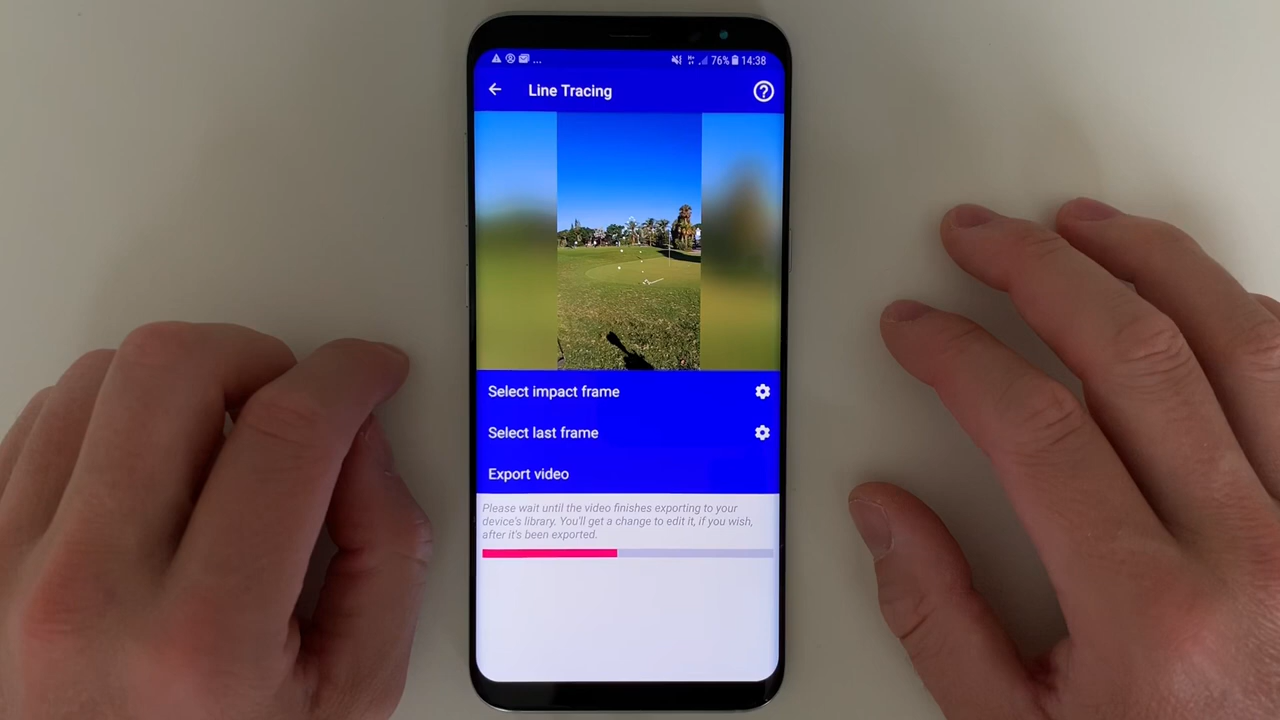 ... 76% 14:38
Line Tracing
Select impact frame
Select last frame
Export video
Please wait until the video finishes exporting to your
device's library. You'll get a change to edit it, if you wish,
after it's been exported.